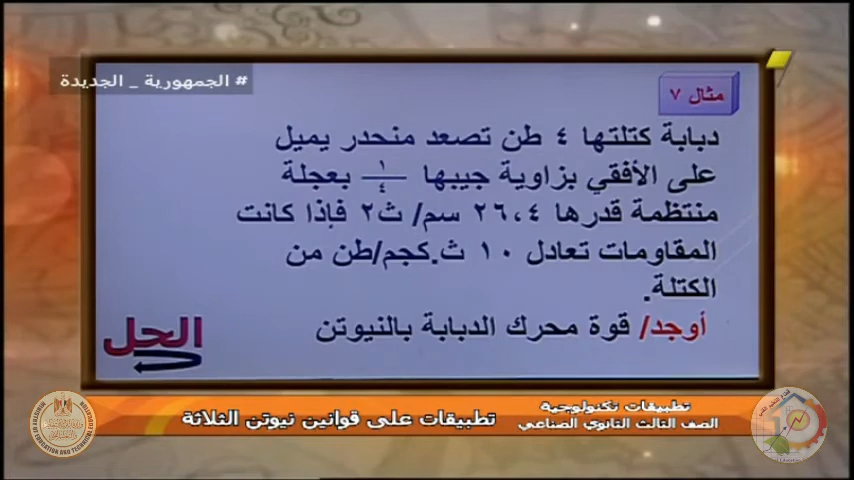 # الجمهورية _ الجديدة
مثال ٧
دبابة كتلتها ٤ طن تصعد منحدر يميل
على الأفقي بزاوية جيبها ١/٤ بعجلة
منتظمة قدرها ٢٦،٤ سم/ ث٢ فإذا كانت
المقاومات تعادل ١٠ ث.كجم/طن من
الكتلة.
أوجد/ قوة محرك الدبابة بالنيوتن
الحل
تطبيقات تكنولوجية
الصف الثالث الثانوي الصناعي
تطبيقات على قوانين نيوتن الثلاثة